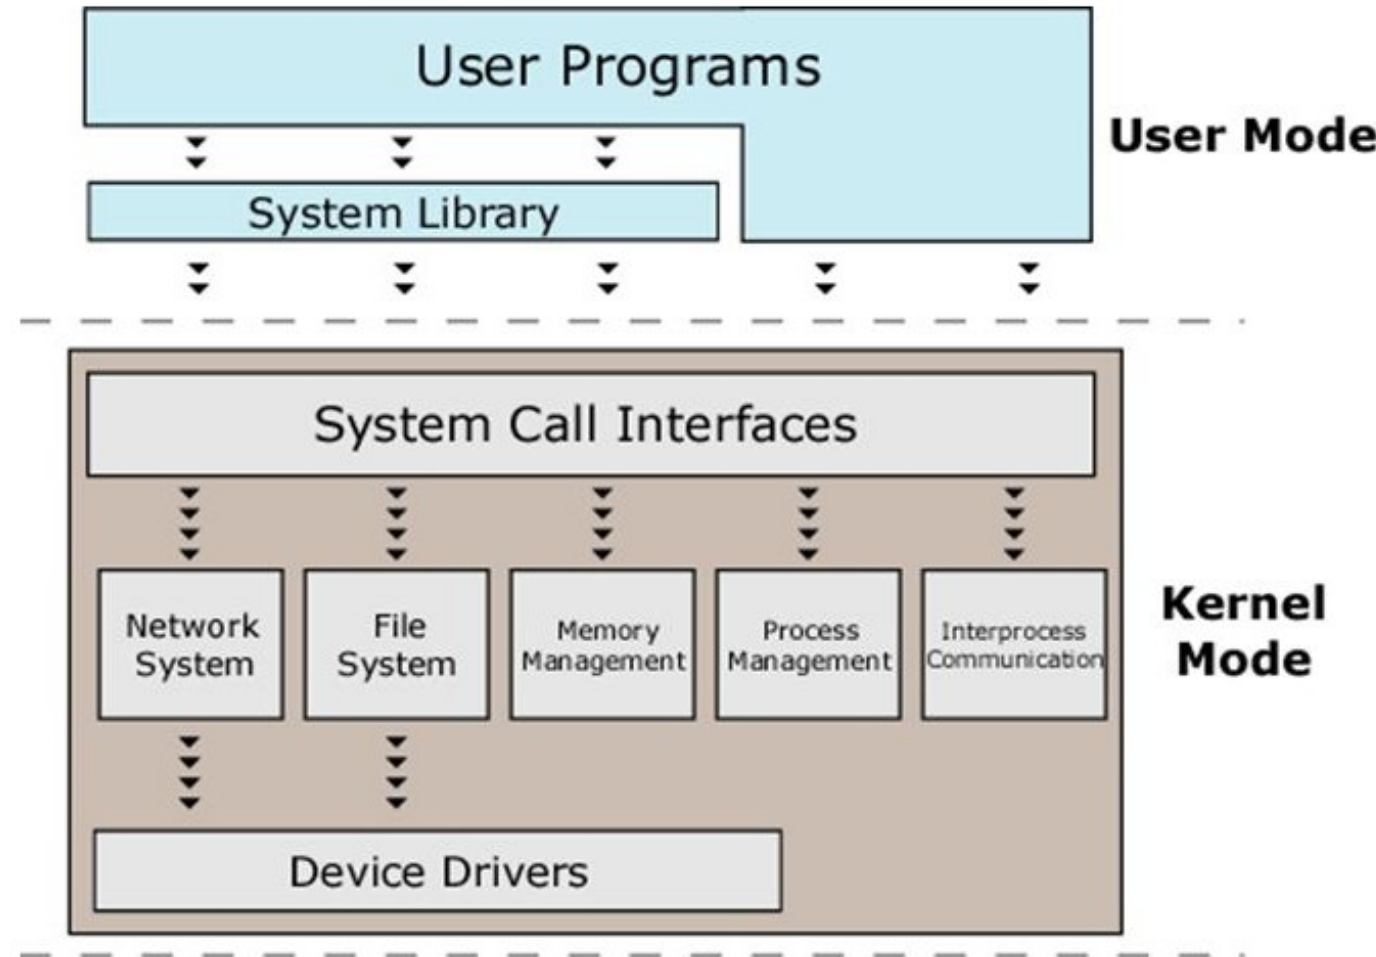 User Programs
User Mode
System Library
System Call Interfaces
Network
System
File
System
Memory
Management
Process
Management
Interprocess
Communication
Kernel
Mode
Device Drivers